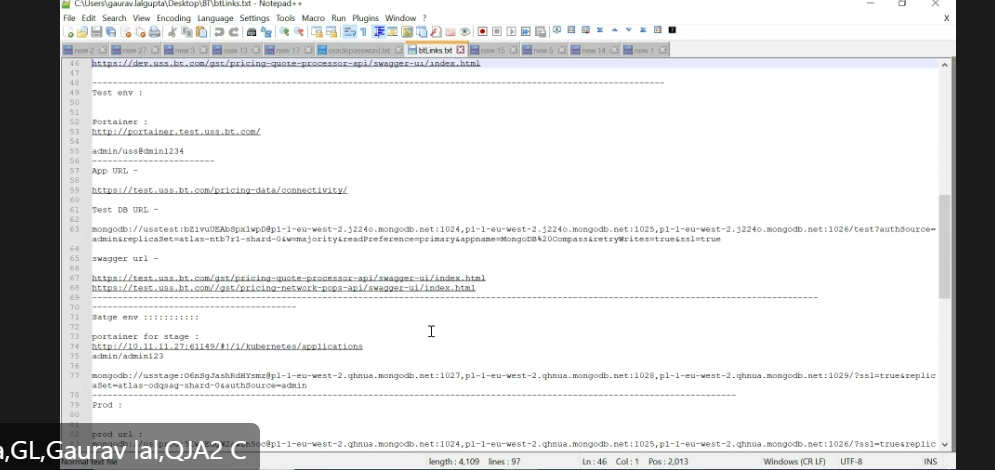 C:\Users\gaurav.lalgupta\Desktop\BT\btLinks.txt - Notepad++
File Edit Search View Encoding Language Settings Tools Macro Run Plugins Window ? X
new 2 new 27 new 3 new 13 new 17 oraclepassword.txt btLinks.txt new 15 new 5 new 14 new 1
46 https://dev.uss.bt.com/gst/pricing-quote-processor-api/swagger-ui/index.html
47
48 ----------------------------------------------------------------
49 Test env :
50
51
52 Portainer :
53 http://portainer.test.uss.bt.com/
54
55 admin/uss@dmin1234
56 ------------------------
57 App URL -
58
59 https://test.uss.bt.com/pricing-data/connectivity/
60
61 Test DB URL -
62
63 mongodb://usstest:bZivuUEAbSpx1wpD@pl-1-eu-west-2.j224o.mongodb.net:1024,pl-1-eu-west-2.j224o.mongodb.net:1025,pl-1-eu-west-2.j224o.mongodb.net:1026/test?authSource=
admin&replicaSet=atlas-ntb7r1-shard-0&w=majority&readPreference=primary&appname=MongoDB%20Compass&retryWrites=true&ssl=true
64
65 swagger url -
66
67 https://test.uss.bt.com/gst/pricing-quote-processor-api/swagger-ui/index.html
68 https://test.uss.bt.com//gst/pricing-network-pops-api/swagger-ui/index.html
69 ----------------------------------------------------------------
70 ----------------------------------------
71 Satge env :::::::::::
72
73 portainer for stage :
74 http://10.11.11.27:61149/#!/1/kubernetes/applications
75 admin/admin123
76
77 mongodb://usstage:O6nSgJashRdHYsmz@pl-1-eu-west-2.qhnua.mongodb.net:1027,pl-1-eu-west-2.qhnua.mongodb.net:1028,pl-1-eu-west-2.qhnua.mongodb.net:1029/?ssl=true&replic
aSet=atlas-odqsag-shard-0&authSource=admin
78 ----------------------------------------------------------------
79 Prod :
80
81
prod url :
pl-1-eu-west-2.qhnua.mongodb.net:1024,pl-1-eu-west-2.qhnua.mongodb.net:1025,pl-1-eu-west-2.qhnua.mongodb.net:1026/?ssl=true&replic
a,GL,Gaurav lal,QJA2 C
Normal text file length : 4,109 lines : 97 Ln : 46 Col : 1 Pos : 2,013 Windows (CR LF) UTF-8 INS